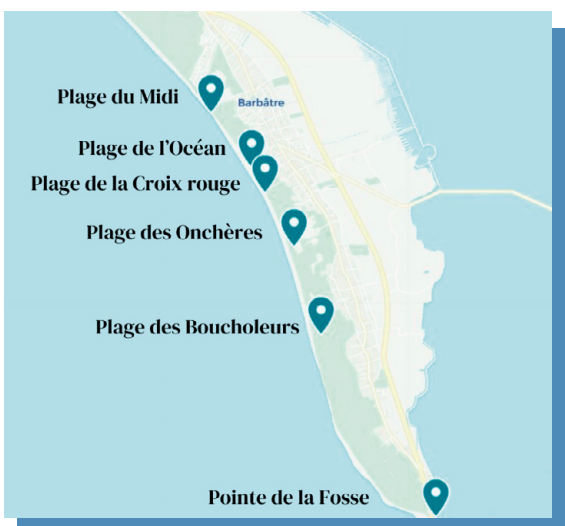 Plage du Midi
Barbâtre
Plage de l'Océan
Plage de la Croix rouge
Plage des Onchères
Plage des Boucholeurs
Pointe de la Fosse